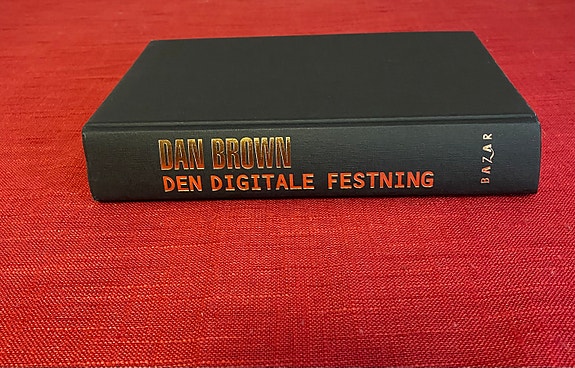 DAN BROWN
DEN DIGITALE FESTNING
BAZAR